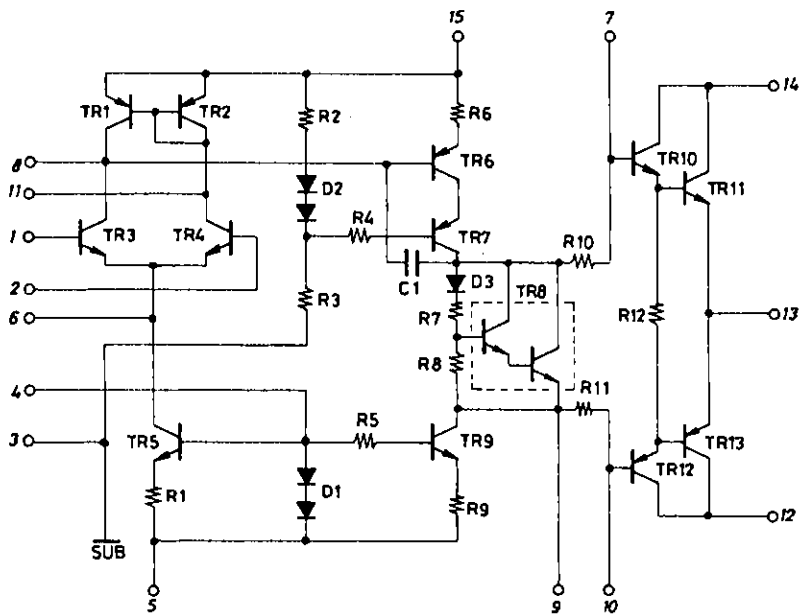 15
7
14
TR1
TR2
R2
R6
8
TR6
TR10
TR11
11
D2
1
TR3
TR4
R4
TR7
R10
2
C1
D3
TR8
R3
6
R7
R12
13
R8
4
R11
3
TR5
R5
TR9
TR13
TR12
D1
R1
R9
12
SUB
5
9
10